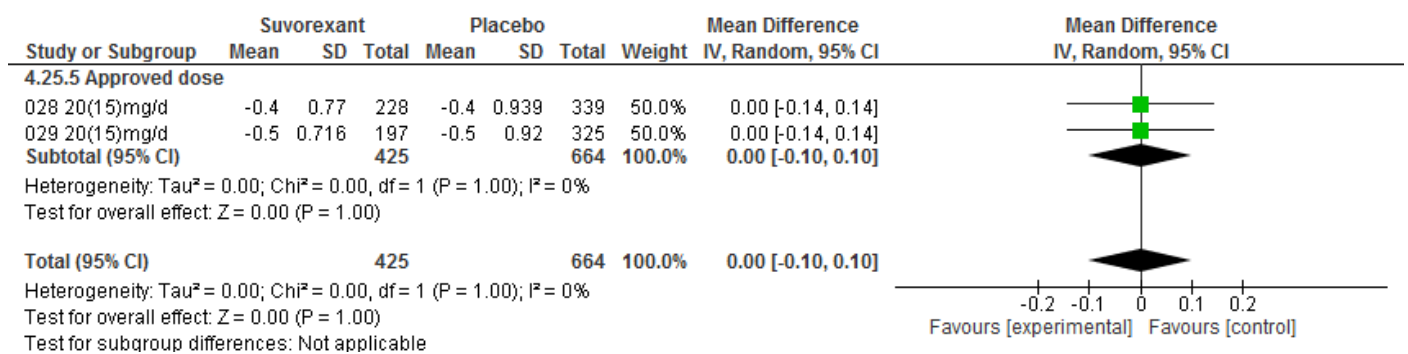 Suvorexant Placebo Mean Difference Mean Difference
Study or Subgroup Mean SD Total Mean SD Total Weight IV, Random, 95% CI IV, Random, 95% CI
4.25.5 Approved dose
028 20(15)mg/d -0.4 0.77 228 -0.4 0.939 339 50.0% 0.00 [-0.14, 0.14]
029 20(15)mg/d -0.5 0.716 197 -0.5 0.92 325 50.0% 0.00 [-0.14, 0.14]
Subtotal (95% CI) 425 664 100.0% 0.00 [-0.10, 0.10]
Heterogeneity: Tau² = 0.00; Chi² = 0.00, df = 1 (P = 1.00); I² = 0%
Test for overall effect: Z = 0.00 (P = 1.00)
Total (95% CI) 425 664 100.0% 0.00 [-0.10, 0.10]
Heterogeneity: Tau² = 0.00; Chi² = 0.00, df = 1 (P = 1.00); I² = 0%
Test for overall effect: Z = 0.00 (P = 1.00)
Test for subgroup differences: Not applicable
-0.2 -0.1 0 0.1 0.2
Favours [experimental] Favours [control]